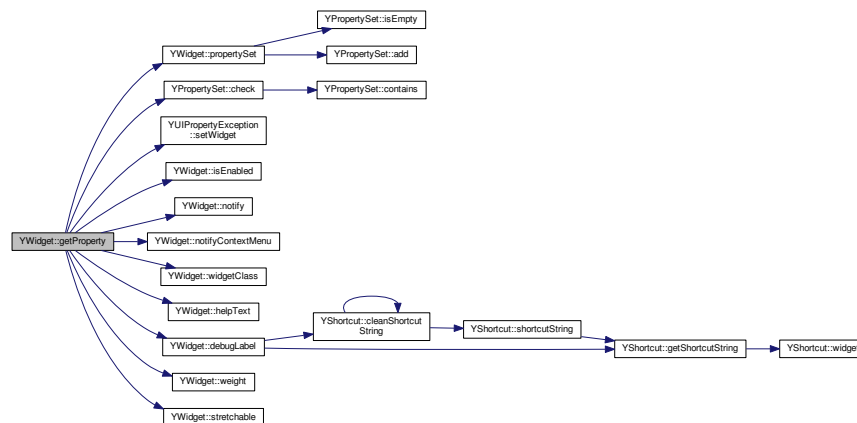 YPropertySet::isEmpty
YWidget::propertySet
YPropertySet::add
YPropertySet::check
YPropertySet::contains
YUIPropertyException
::setWidget
YWidget::isEnabled
YWidget::notify
YWidget::getProperty
YWidget::notifyContextMenu
YWidget::widgetClass
YWidget::helpText
YShortcut::cleanShortcut
String
YShortcut::shortcutString
YWidget::debugLabel
YShortcut::getShortcutString
YShortcut::widget
YWidget::weight
YWidget::stretchable